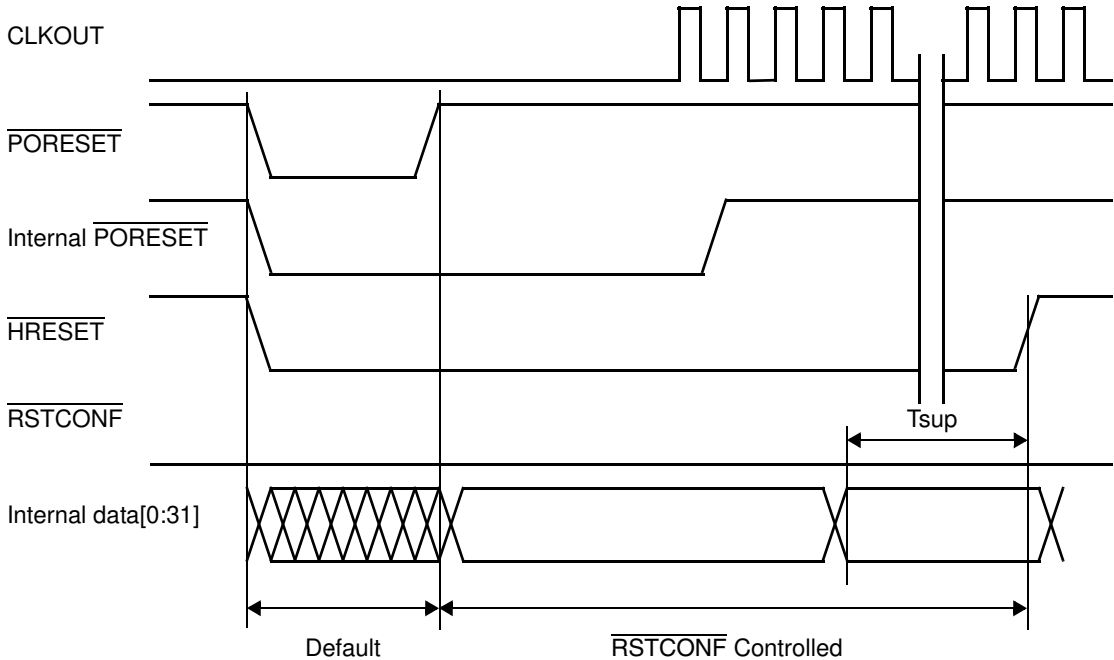 CLKOUT
PORESET
Internal PORESET
HRESET
RSTCONF
Tsup
Internal data[0:31]
Default
RSTCONF Controlled